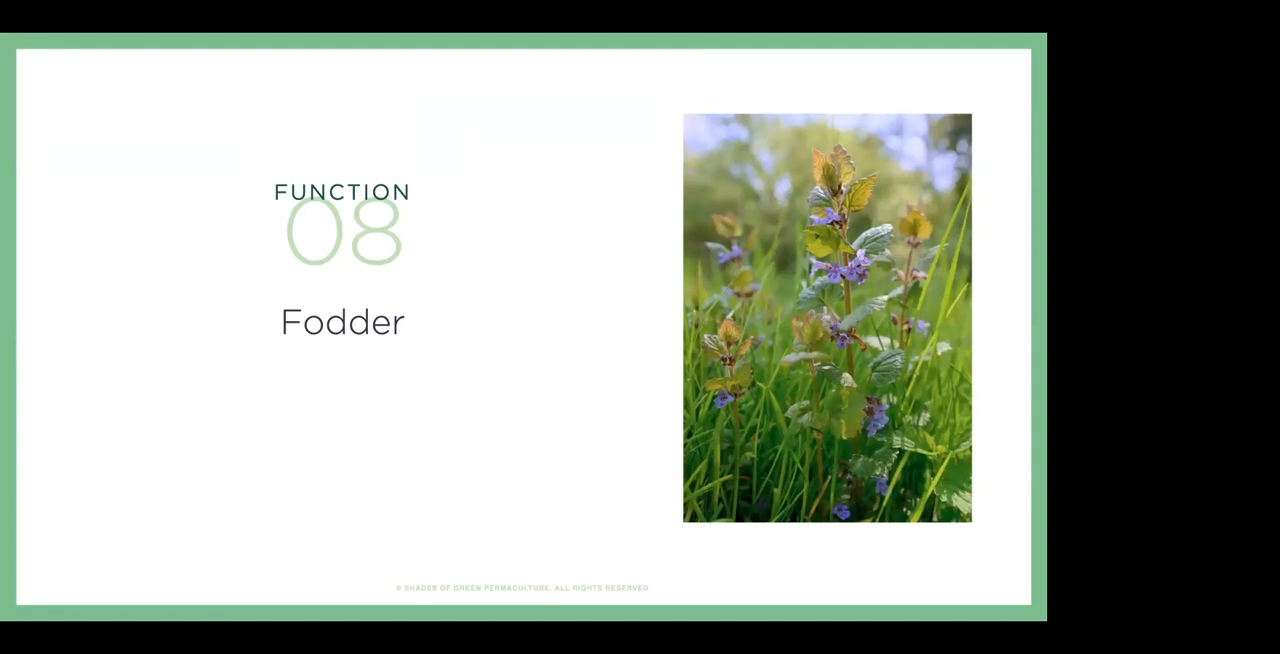 FUNCTION
08
Fodder
© SHADES OF GREEN PERMACULTURE. ALL RIGHTS RESERVED.